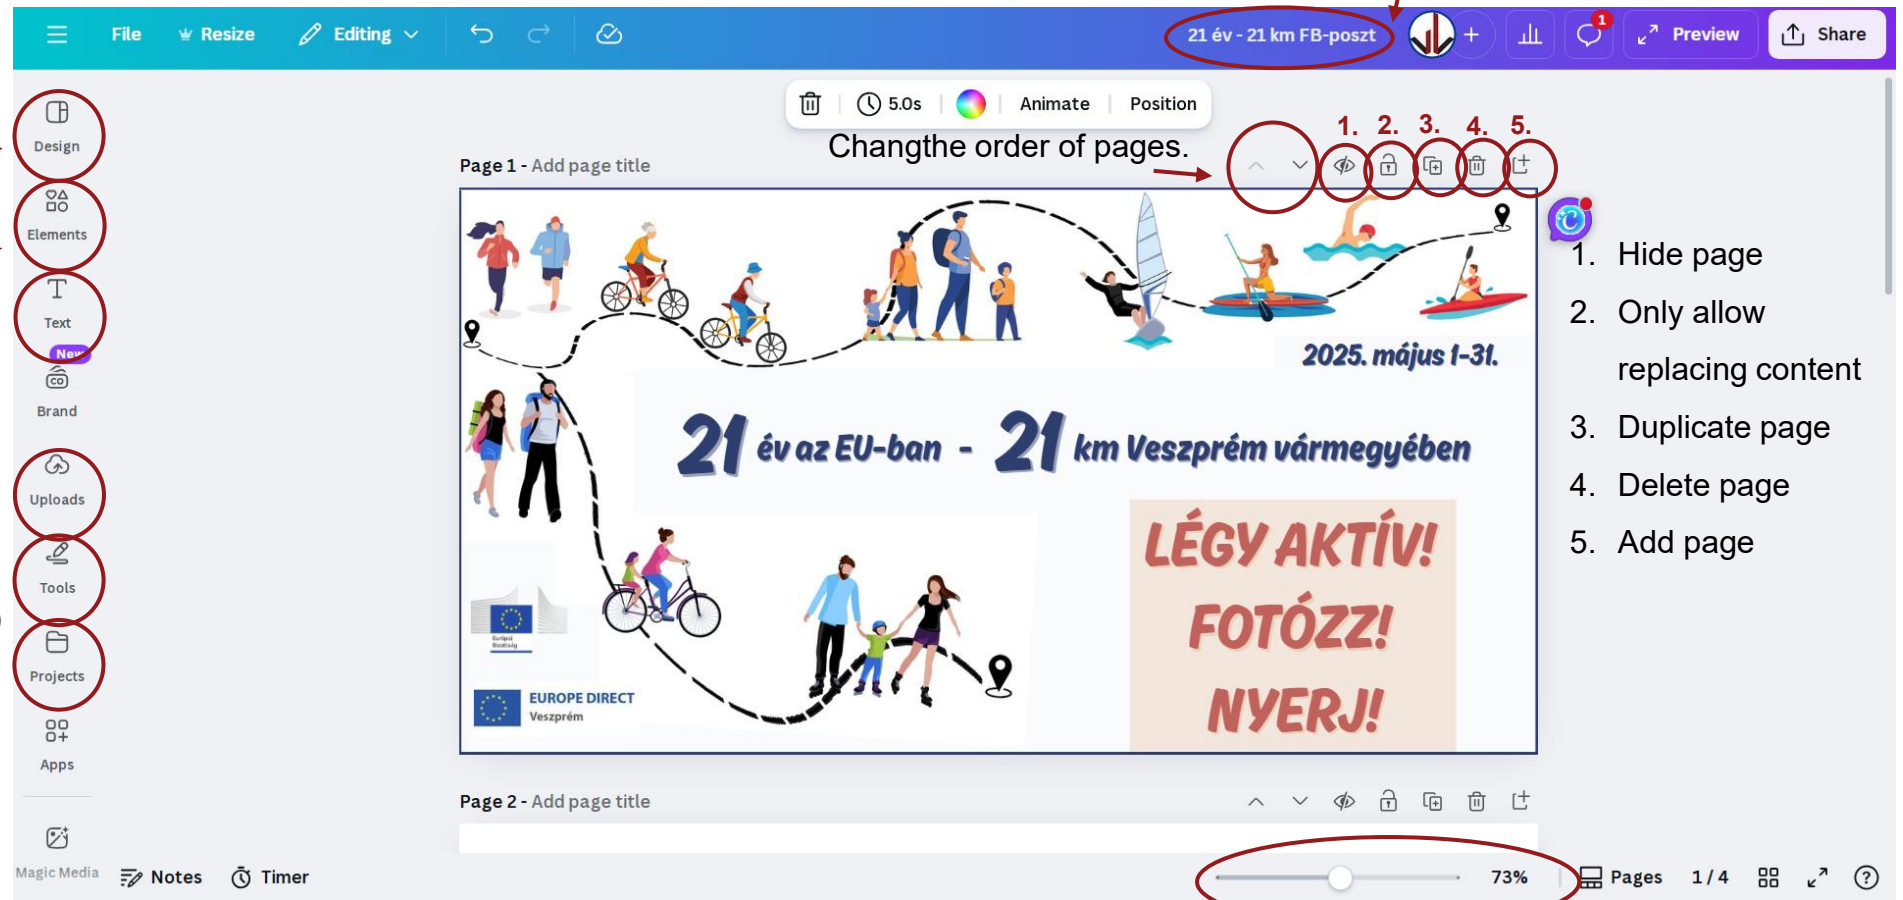 File
Resize
Editing
21 év - 21 km FB-poszt
+
1
Preview
Share
5.0s
Animate
Position
Changthe order of pages.
1.
2.
3.
4.
5.
Page 1 - Add page title
Design
Elements
Text
New
Brand
Uploads
Tools
Projects
Apps
Magic Media
2025. május 1-31.
21 év az EU-ban - 21 km Veszprém vármegyében
LÉGY AKTÍV!
FOTÓZZ!
NYERJ!
Európai
Bizottság
EUROPE DIRECT
Veszprém
1. Hide page
2. Only allow
replacing content
3. Duplicate page
4. Delete page
5. Add page
Page 2 - Add page title
Notes
Timer
73%
Pages
1 / 4